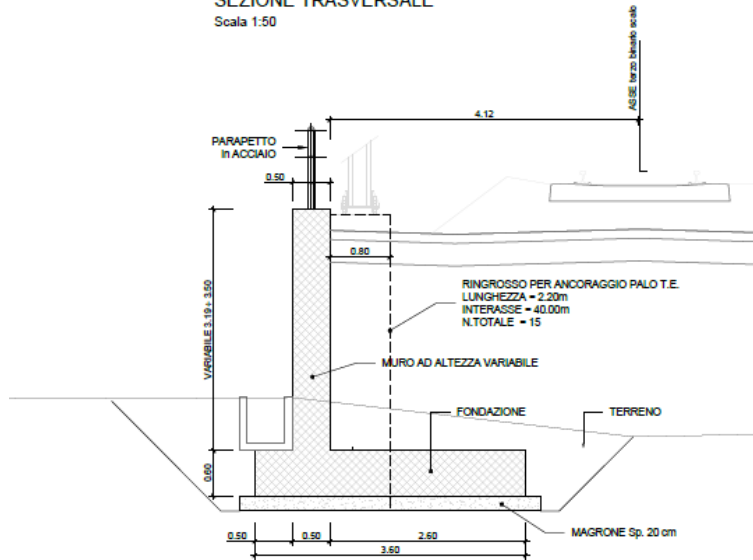 SEZIONE TRASVERSALE
Scala 1:50
ASSE terzo binario scalo
4.12
PARAPETTO
in ACCIAIO
0.50
0.80
RINGROSSO PER ANCORAGGIO PALO T.E.
LUNGHEZZA = 2.20m
INTERASSE = 40.00m
N.TOTALE = 15
VARIABILE 3.19÷ 3.50
MURO AD ALTEZZA VARIABILE
FONDAZIONE
TERRENO
0.60
MAGRONE Sp. 20 cm
0.50
0.50
2.60
3.60